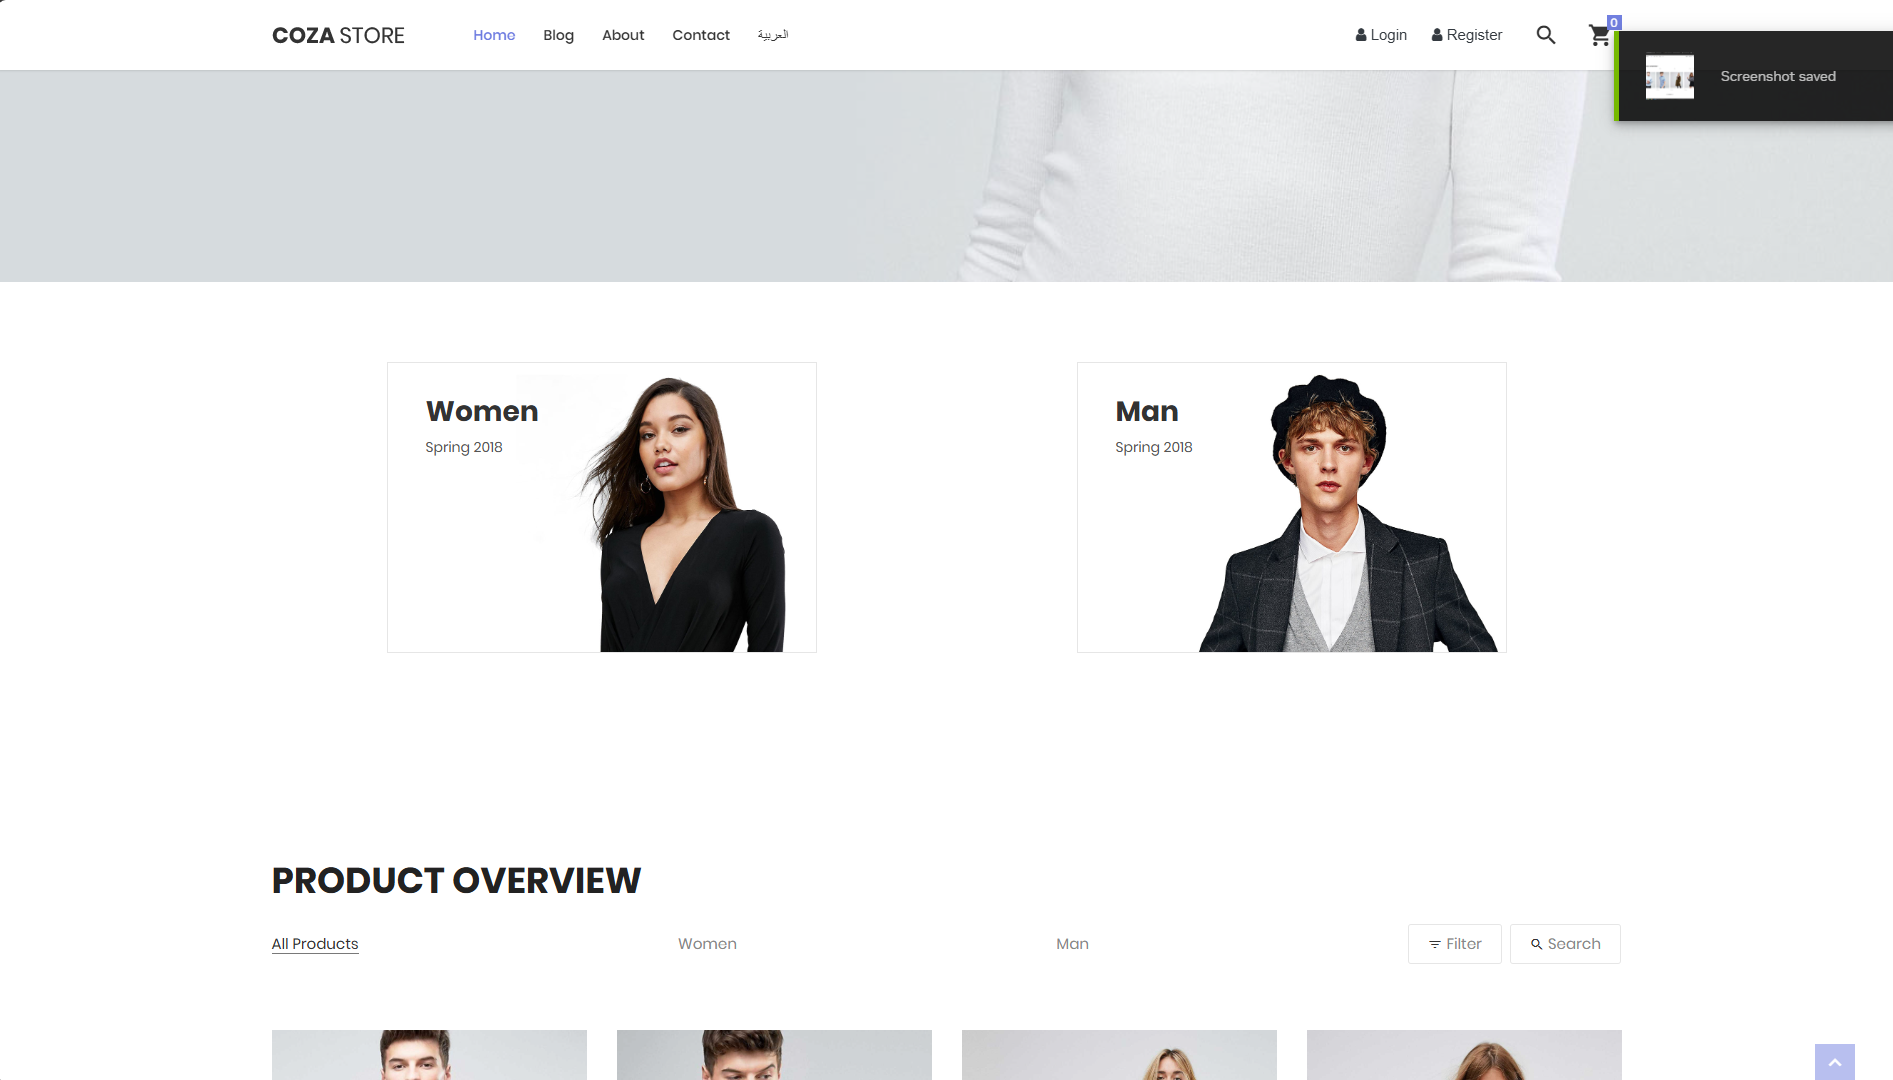 COZA STORE
Home
Blog
About
Contact
العربية
Login
Register
0
Screenshot saved
Women
Spring 2018
Man
Spring 2018
PRODUCT OVERVIEW
All Products
Women
Man
Filter
Search